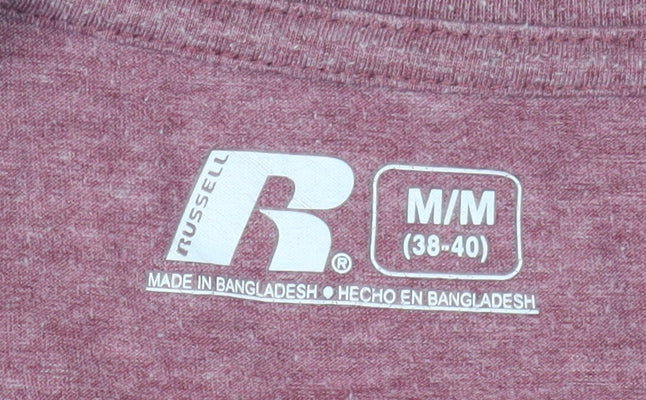 RUSSELL
R®
M/M
(38-40)
MADE IN BANGLADESH ● HECHO EN BANGLADESH